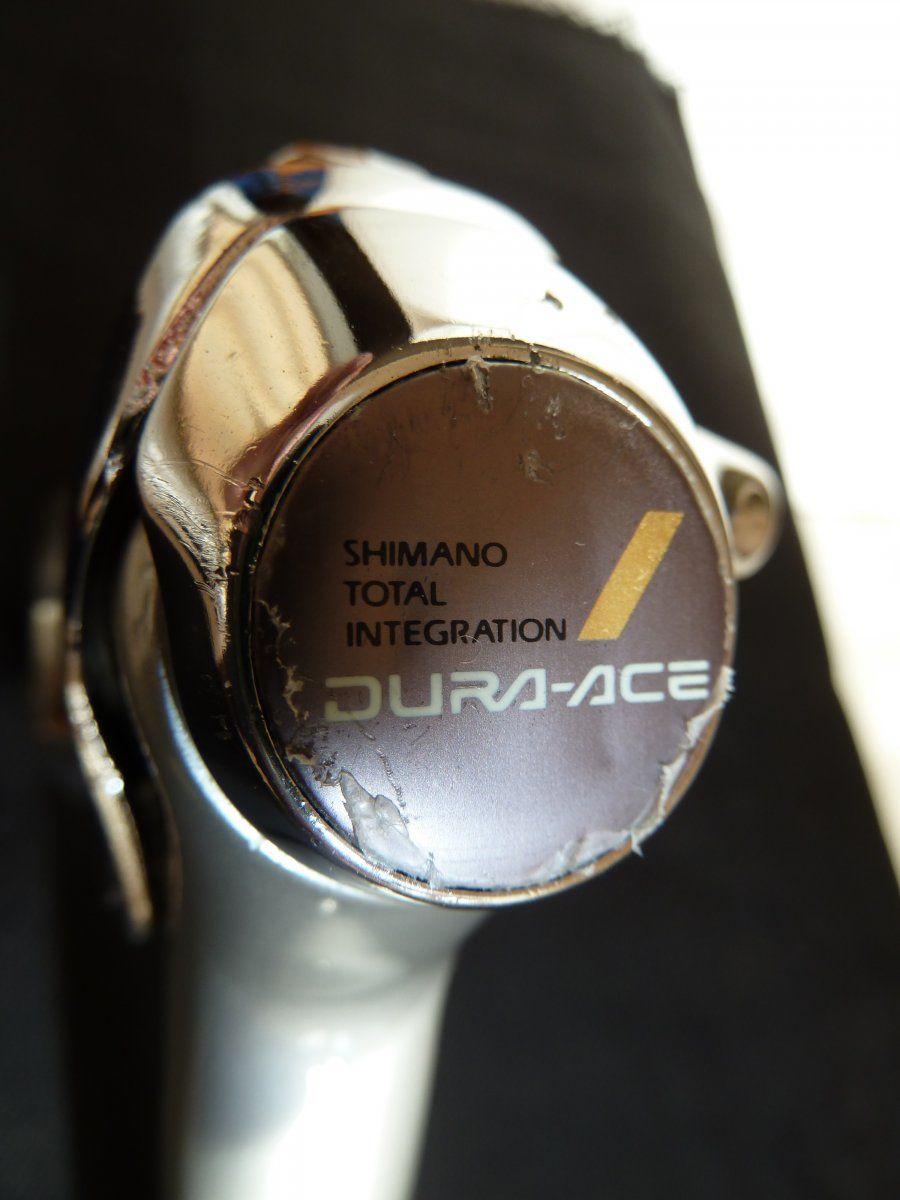 SHIMANO
TOTAL
INTEGRATION
DURA-ACE